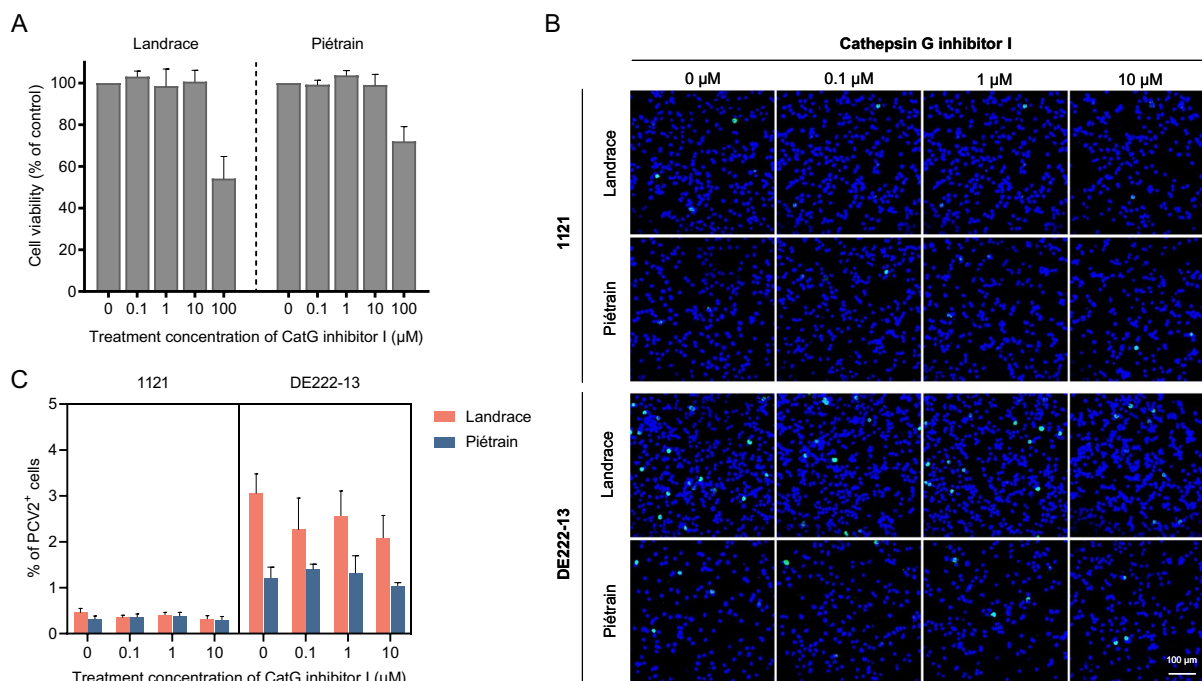 A
Landrace
Piétrain
Cell viability (% of control)
100
80
60
40
20
0
0 0.1 1 10 100 0 0.1 1 10 100
Treatment concentration of CatG inhibitor I (µM)
B
Cathepsin G inhibitor I
0 µM 0.1 µM 1 µM 10 µM
1121
Landrace
Piétrain
DE222-13
Landrace
Piétrain
100 µm
C
1121
DE222-13
% of PCV2⁺ cells
5
4
3
2
1
0
0 0.1 1 10 0 0.1 1 10
Treatment concentration of CatG inhibitor I (µM)
Landrace
Piétrain